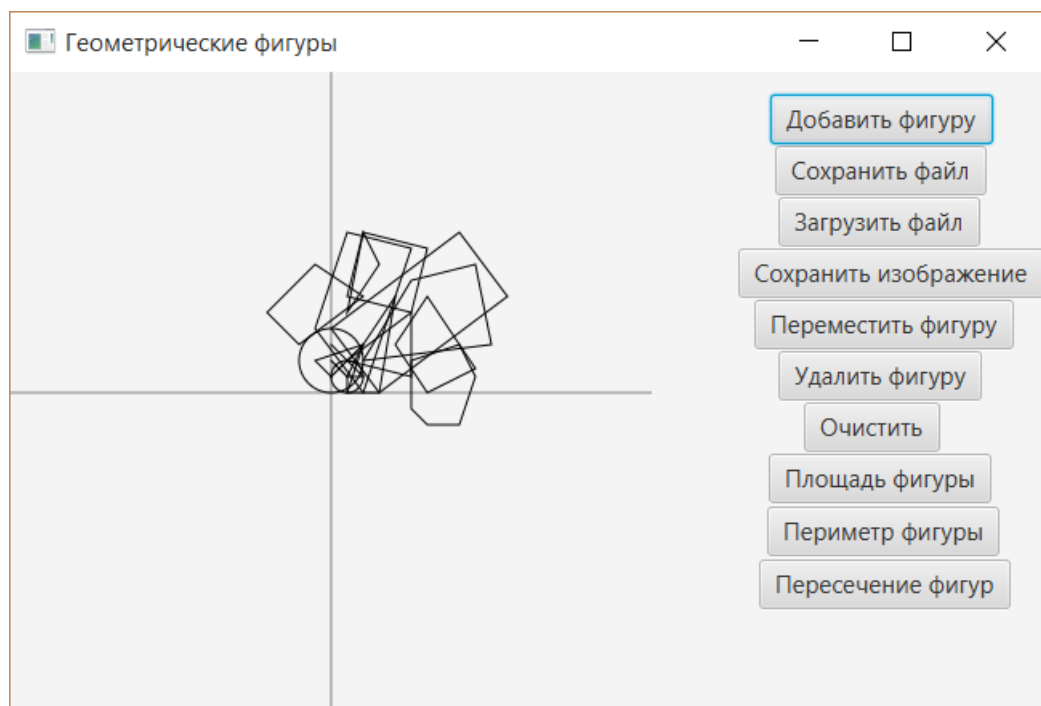 Геометрические фигуры
Добавить фигуру
Сохранить файл
Загрузить файл
Сохранить изображение
Переместить фигуру
Удалить фигуру
Очистить
Площадь фигуры
Периметр фигуры
Пересечение фигур